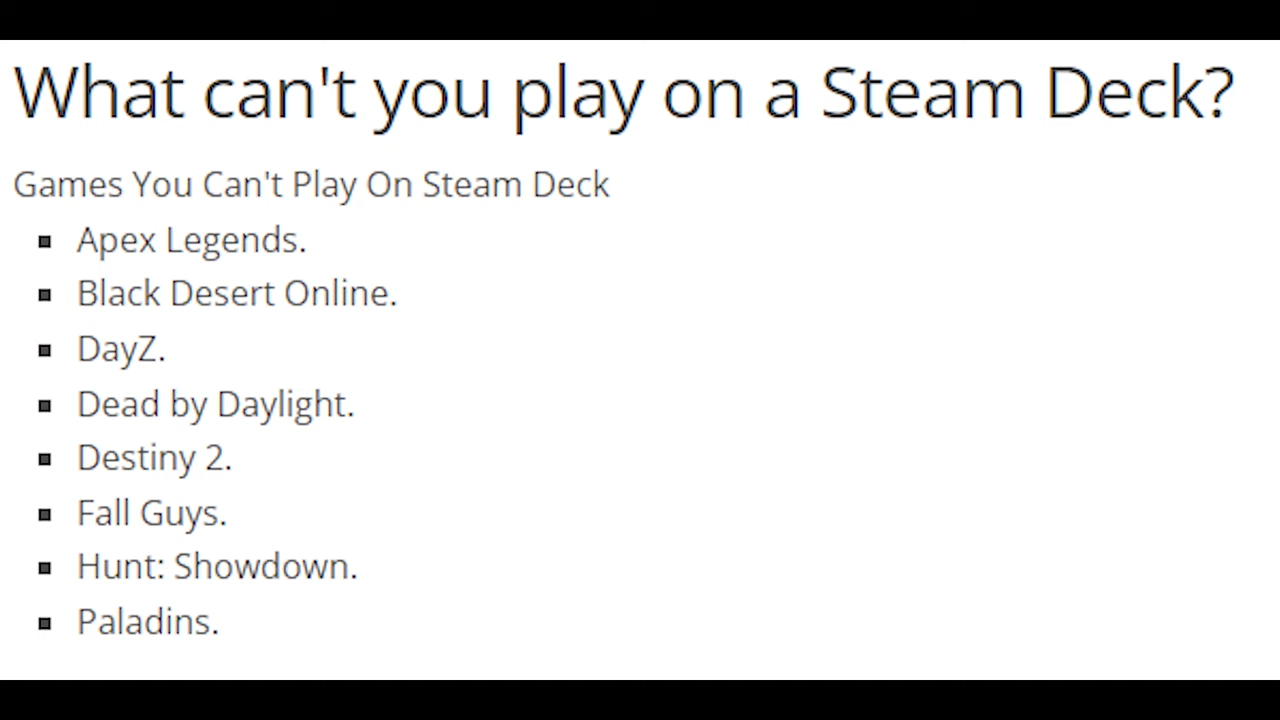 What can't you play on a Steam Deck?
Games You Can't Play On Steam Deck
▪ Apex Legends.
▪ Black Desert Online.
▪ DayZ.
▪ Dead by Daylight.
▪ Destiny 2.
▪ Fall Guys.
▪ Hunt: Showdown.
▪ Paladins.